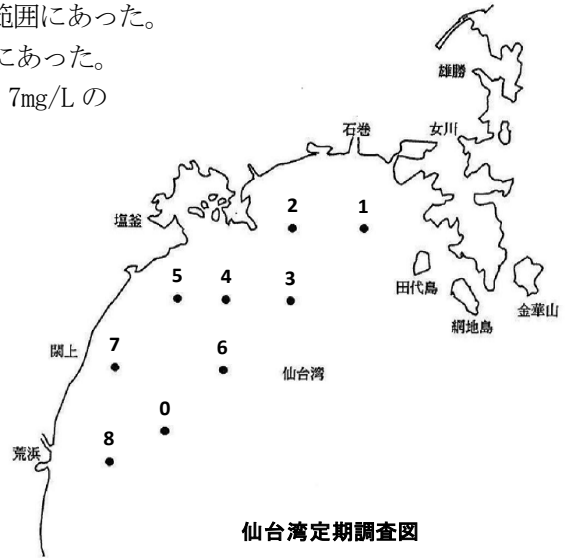 範囲にあった。
にあった。
7mg/L の
雄勝
石巻
女川
塩釜
2
1
5
4
3
田代島
金華山
網地島
閖上
7
6
仙台湾
0
荒浜
8
仙台湾定期調査図